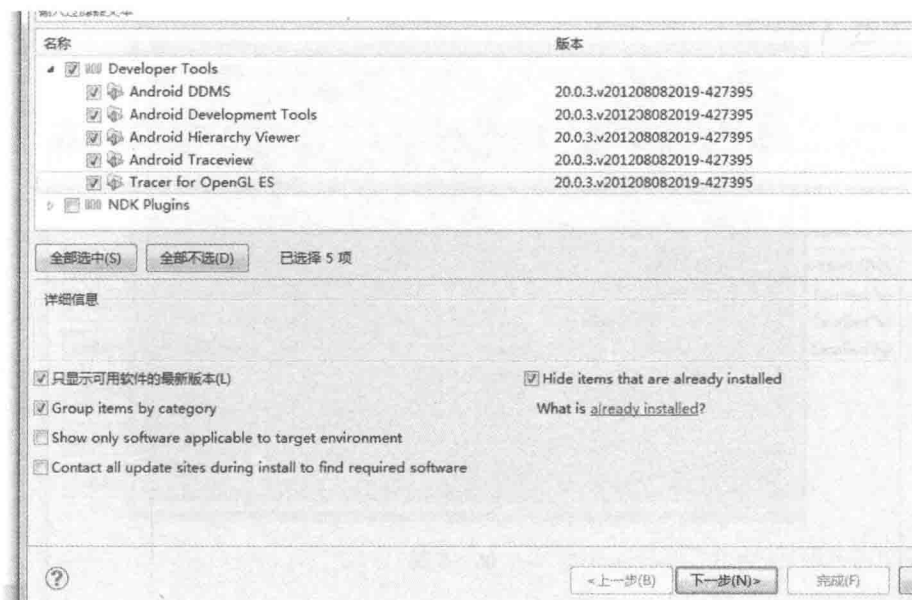 名称 版本
Developer Tools
Android DDMS 20.0.3.v201208082019-427395
Android Development Tools 20.0.3.v201208082019-427395
Android Hierarchy Viewer 20.0.3.v201208082019-427395
Android Traceview 20.0.3.v201208082019-427395
Tracer for OpenGL ES 20.0.3.v201208082019-427395
NDK Plugins
全部选中(S) 全部不选(D) 已选择 5 项
详细信息
只显示可用软件的最新版本(L) Hide items that are already installed
Group items by category What is already installed?
Show only software applicable to target environment
Contact all update sites during install to find required software
<上一步(B) 下一步(N)> 完成(F)